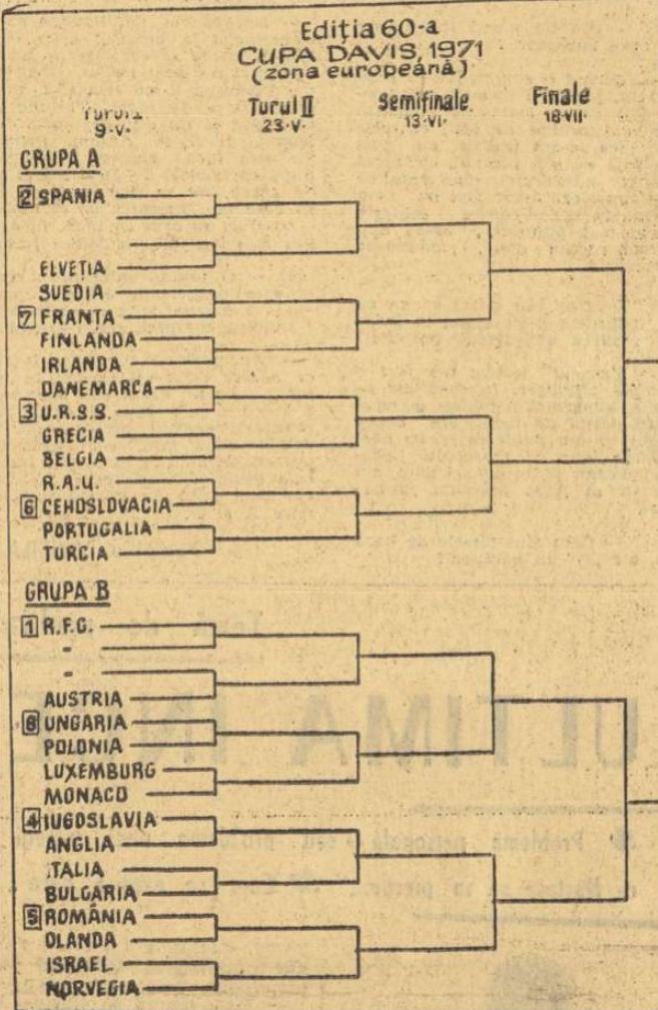 Ediția 60-a
CUPA DAVIS, 1971
(zona europeană)
Turul II Semifinale Finale
9·V· 23·V· 13·VI· 18·VII·
GRUPA A
2 SPANIA
ELVEȚIA
SUEDIA
7 FRANȚA
FINLANDA
IRLANDA
DANEMARCA
3 U.R.S.S.
GRECIA
BELGIA
R.A.U.
6 CEHOSLOVACIA
PORTUGALIA
TURCIA
GRUPA B
1 R.F.G.
-
-
AUSTRIA
8 UNGARIA
POLONIA
LUXEMBURG
MONACO
4 IUGOSLAVIA
ANGLIA
ITALIA
BULGARIA
5 ROMÂNIA
OLANDA
ISRAEL
NORVEGIA